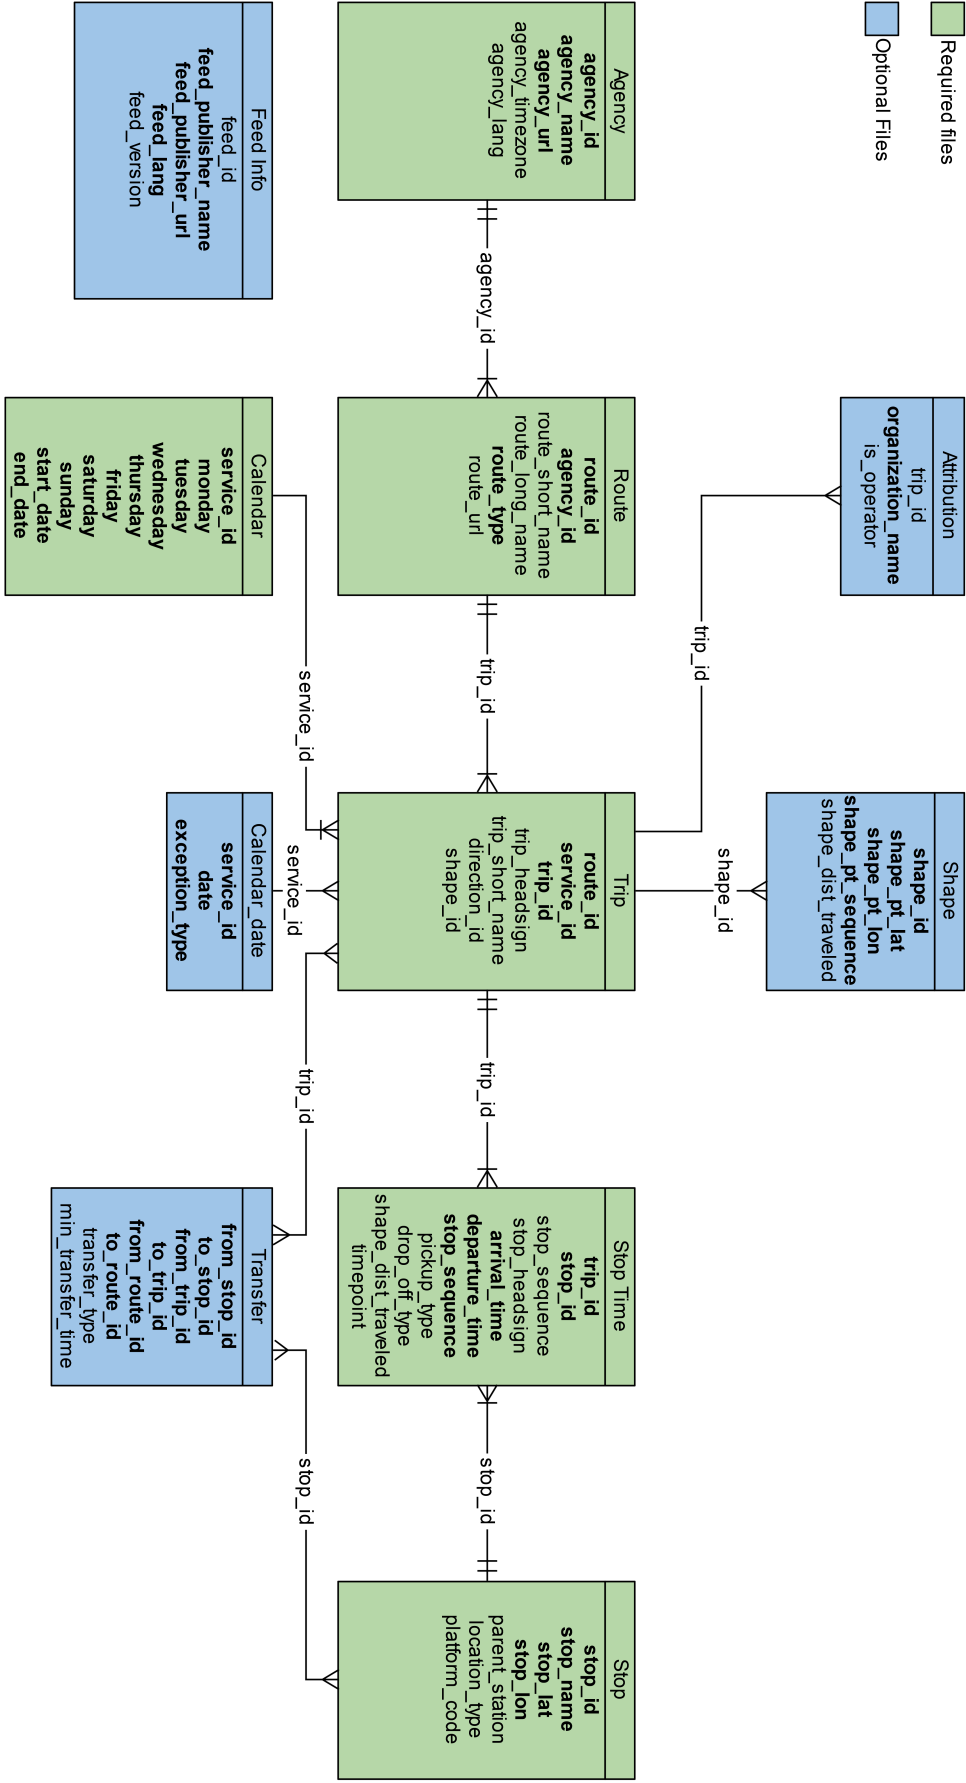 Required files
Optional Files
Attribution
trip_id
organization_name
is_operator
Shape
shape_id
shape_pt_lat
shape_pt_lon
shape_pt_sequence
shape_dist_traveled
trip_id
shape_id
Agency
agency_id
agency_name
agency_url
agency_timezone
agency_lang
agency_id
Route
route_id
agency_id
route_short_name
route_long_name
route_type
route_url
trip_id
Trip
route_id
service_id
trip_id
trip_headsign
trip_short_name
direction_id
shape_id
trip_id
Stop Time
trip_id
stop_id
stop_sequence
stop_headsign
arrival_time
departure_time
stop_sequence
pickup_type
drop_off_type
shape_dist_traveled
timepoint
stop_id
Stop
stop_id
stop_name
stop_lat
stop_lon
parent_station
location_type
platform_code
service_id
service_id
trip_id
stop_id
Feed Info
feed_id
feed_publisher_name
feed_publisher_url
feed_lang
feed_version
Calendar
service_id
monday
tuesday
wednesday
thursday
friday
saturday
sunday
start_date
end_date
Calendar_date
service_id
date
exception_type
Transfer
from_stop_id
to_stop_id
from_trip_id
to_trip_id
from_route_id
to_route_id
transfer_type
min_transfer_time